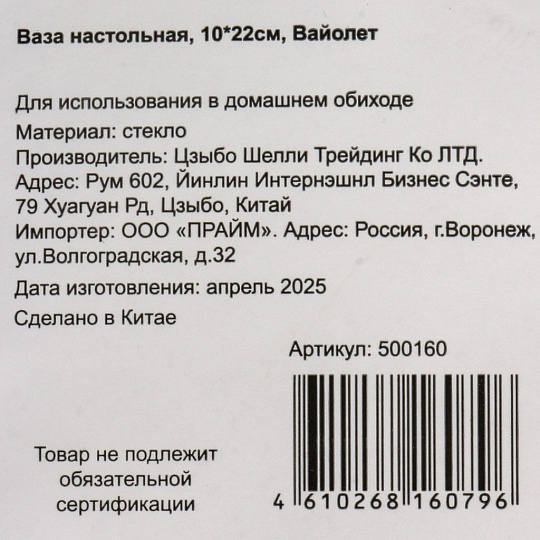 Ваза настольная, 10*22см, Вайолет
Для использования в домашнем обиходе
Материал: стекло
Производитель: Цзыбо Шелли Трейдинг Ко ЛТД.
Адрес: Рум 602, Йинлин Интернэшнл Бизнес Сэнте,
79 Хуагуан Рд, Цзыбо, Китай
Импортер: ООО «ПРАЙМ». Адрес: Россия, г.Воронеж,
ул.Волгоградская, д.32
Дата изготовления: апрель 2025
Сделано в Китае
Артикул: 500160
Товар не подлежит
обязательной
сертификации
4 610268 160796